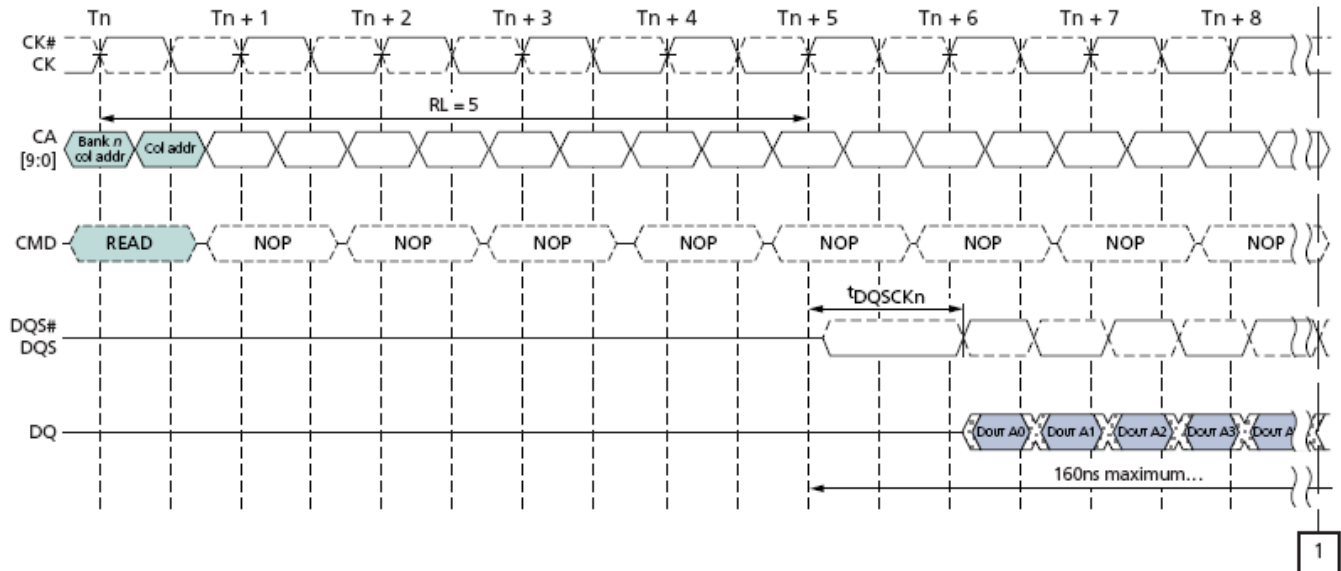 Tn Tn + 1 Tn + 2 Tn + 3 Tn + 4 Tn + 5 Tn + 6 Tn + 7 Tn + 8
CK#
CK
RL = 5
CA
[9:0]
Bank n
col addr
Col addr
CMD READ NOP NOP NOP NOP NOP NOP NOP NOP
tDQSCKn
DQS#
DQS
DQ DOUT A0 DOUT A1 DOUT A2 DOUT A3 DOUT A
160ns maximum...
1